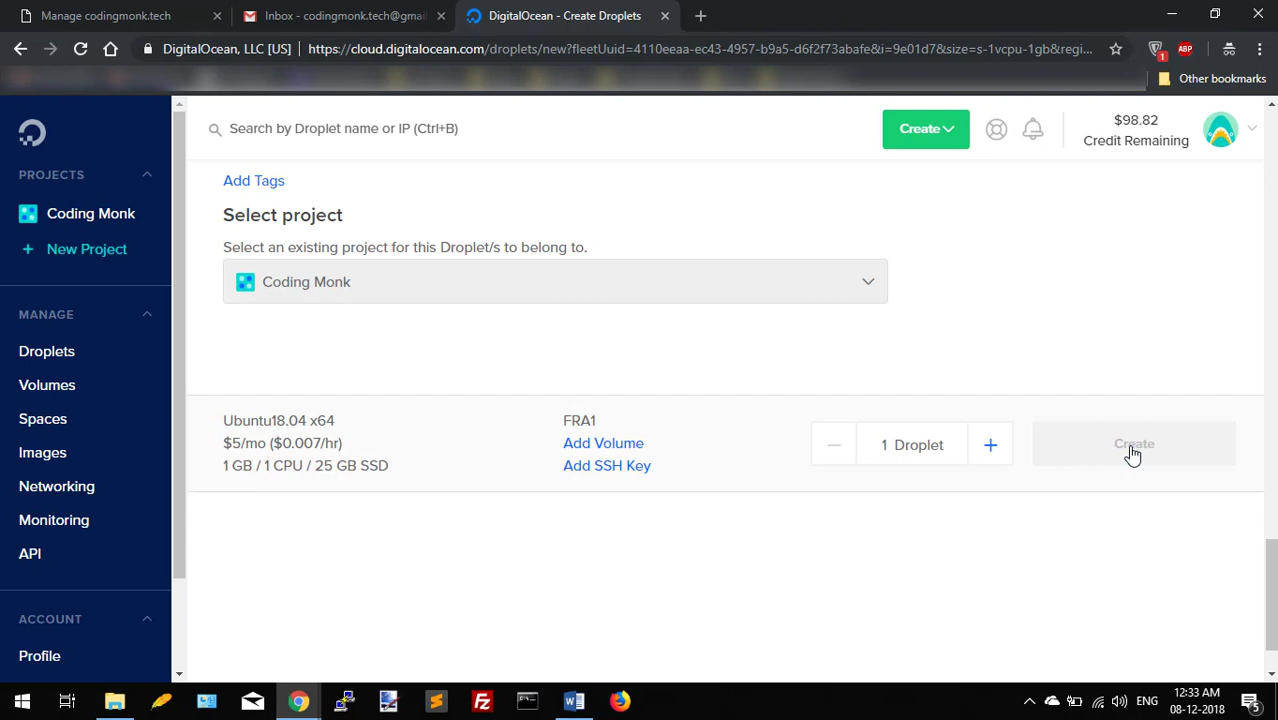 Manage codingmonk.tech
Inbox - codingmonk.tech@gmai
DigitalOcean - Create Droplets
DigitalOcean, LLC [US]
https://cloud.digitalocean.com/droplets/new?fleetUuid=4110eeaa-ec43-4957-b9a5-d6f2f73abafe&i=9e01d7&size=s-1vcpu-1gb&regi...
1
ABP
Other bookmarks
Search by Droplet name or IP (Ctrl+B)
Create
$98.82
Credit Remaining
PROJECTS
Coding Monk
+ New Project
MANAGE
Droplets
Volumes
Spaces
Images
Networking
Monitoring
API
ACCOUNT
Profile
Add Tags
Select project
Select an existing project for this Droplet/s to belong to.
Coding Monk
Ubuntu18.04 x64
$5/mo ($0.007/hr)
1 GB / 1 CPU / 25 GB SSD
FRA1
Add Volume
Add SSH Key
1 Droplet
Create
ENG
12:33 AM
08-12-2018
5